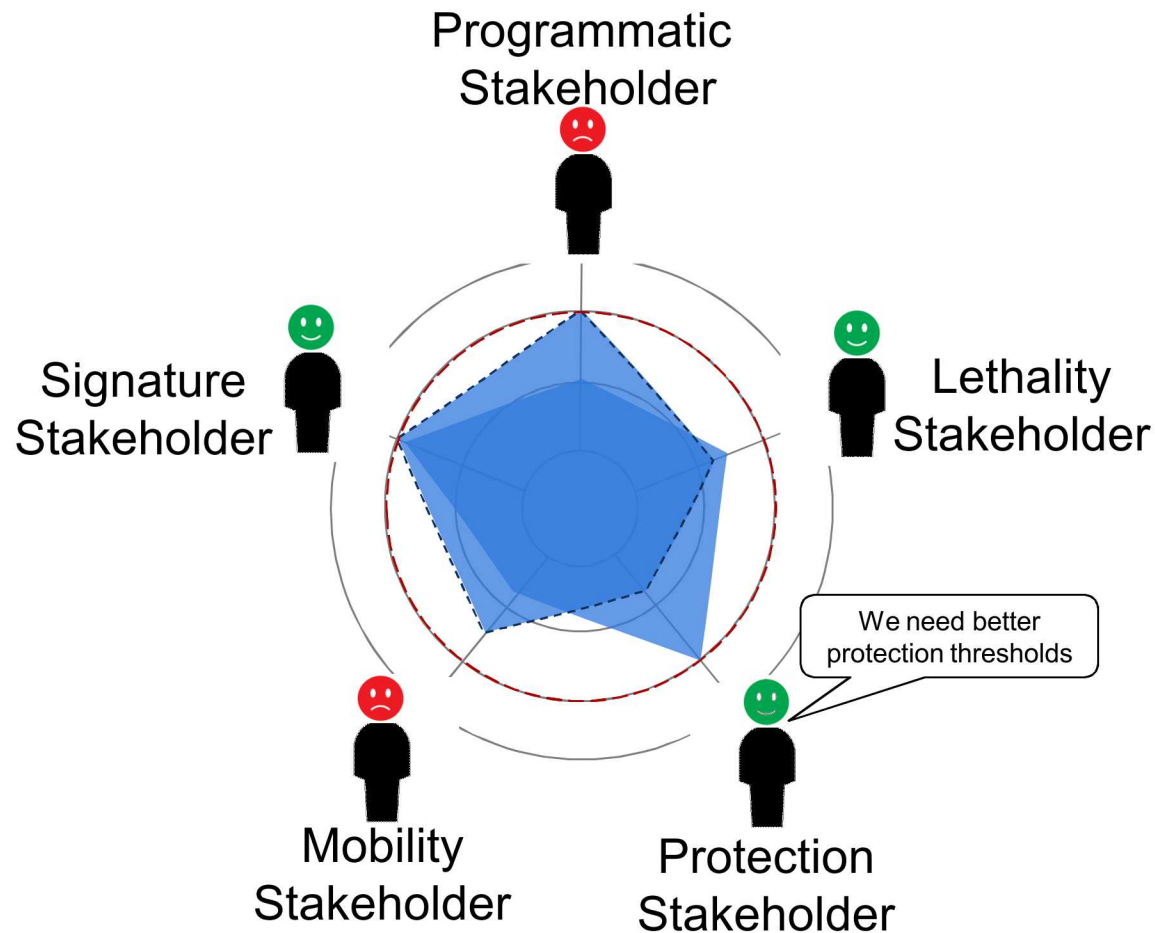 Programmatic
Stakeholder
Signature
Stakeholder
Lethality
Stakeholder
We need better
protection thresholds
Mobility
Stakeholder
Protection
Stakeholder